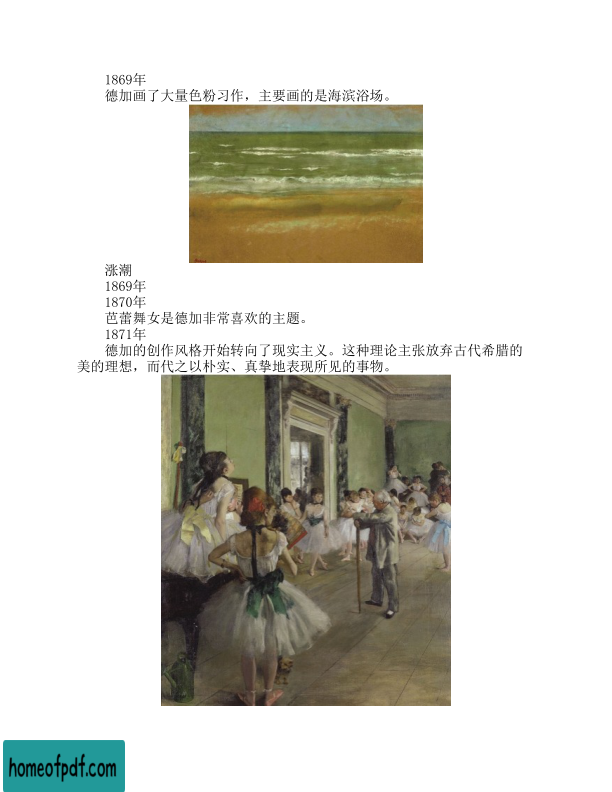 1869年
德加画了大量色粉习作，主要画的是海滨浴场。
涨潮
1869年
1870年
芭蕾舞女是德加非常喜欢的主题。
1871年
德加的创作风格开始转向了现实主义。这种理论主张放弃古代希腊的
美的理想，而代之以朴实、真挚地表现所见的事物。
homeofpdf.com